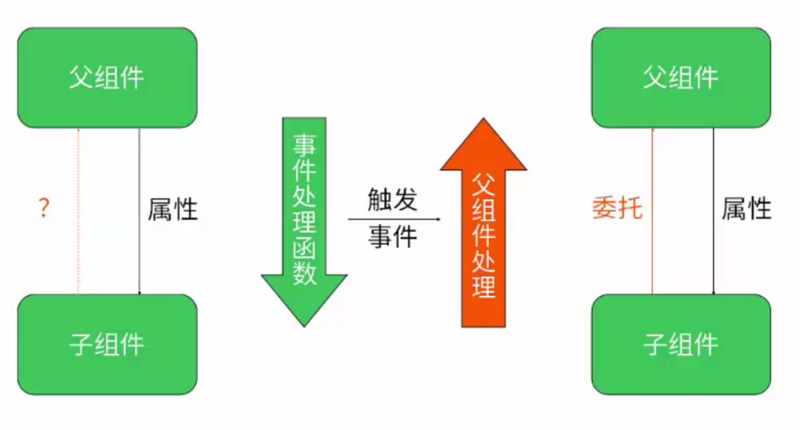 父组件
?
属性
子组件
事件处理函数
触发
事件
父组件处理
父组件
委托
属性
子组件